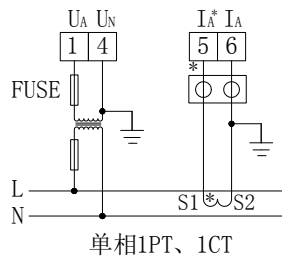 UA UN IA* IA
1 4 5 6
*
FUSE
L
S1 * S2
N
单相1PT、1CT